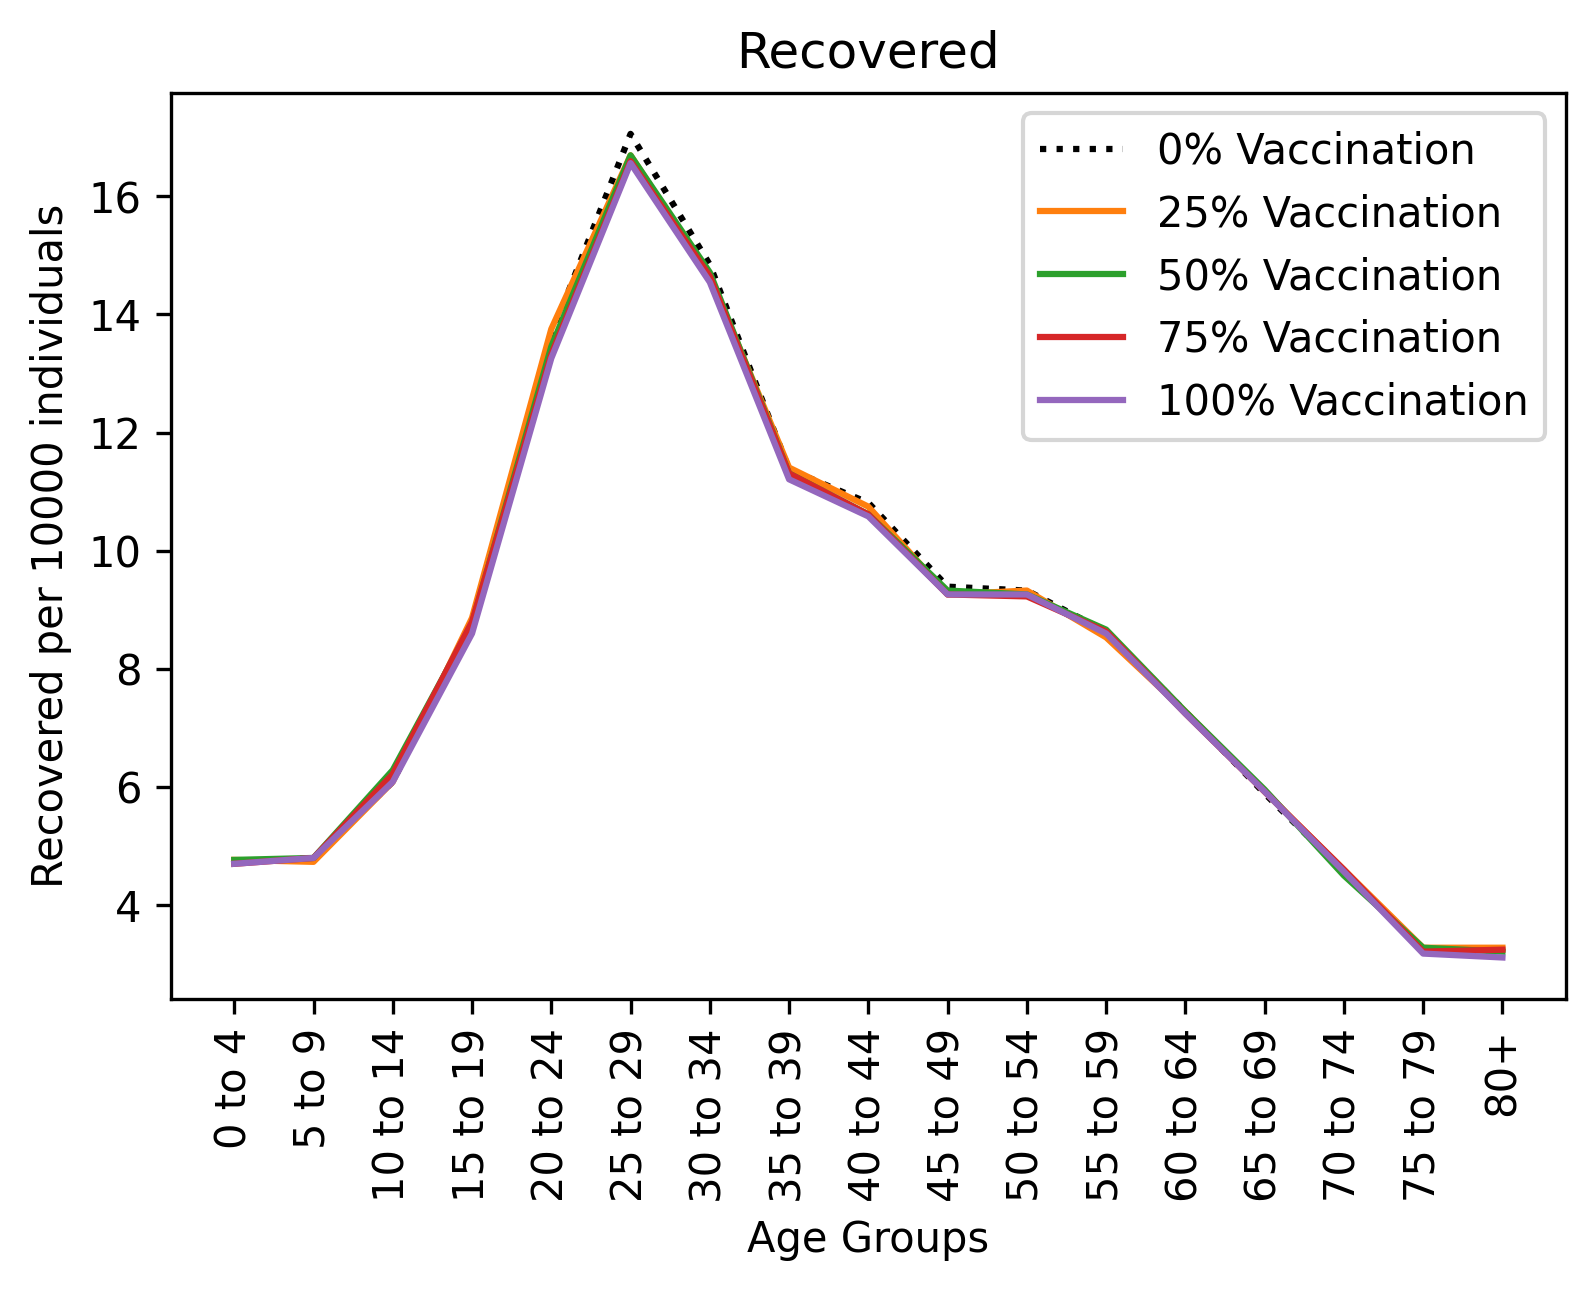 Recovered
Recovered per 10000 individuals
16
14
12
10
8
6
4
0% Vaccination
25% Vaccination
50% Vaccination
75% Vaccination
100% Vaccination
0 to 4
5 to 9
10 to 14
15 to 19
20 to 24
25 to 29
30 to 34
35 to 39
40 to 44
45 to 49
50 to 54
55 to 59
60 to 64
65 to 69
70 to 74
75 to 79
80+
Age Groups